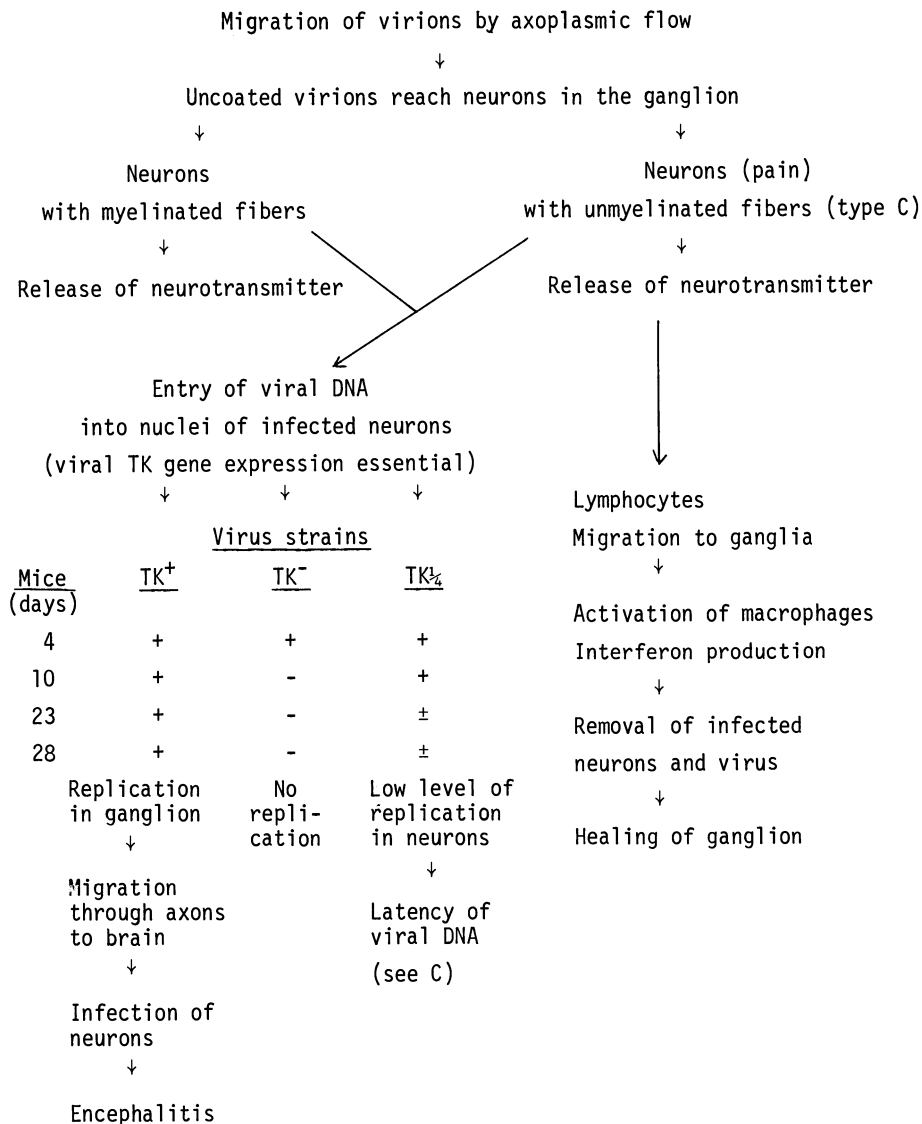 Migration of virions by axoplasmic flow
↓
Uncoated virions reach neurons in the ganglion
↓ ↓
Neurons
with myelinated fibers
↓
Release of neurotransmitter
Neurons (pain)
with unmyelinated fibers (type C)
↓
Release of neurotransmitter
Entry of viral DNA
into nuclei of infected neurons
(viral TK gene expression essential)
↓ ↓ ↓
Virus strains
Mice TK+ TK- TK¼
(days)
4 + + +
10 + - +
23 + - ±
28 + - ±
Replication
in ganglion
↓
Migration
through axons
to brain
↓
Infection of
neurons
↓
Encephalitis
No
repli-
cation
Low level of
replication
in neurons
↓
Latency of
viral DNA
(see C)
Lymphocytes
Migration to ganglia
↓
Activation of macrophages
Interferon production
↓
Removal of infected
neurons and virus
↓
Healing of ganglion